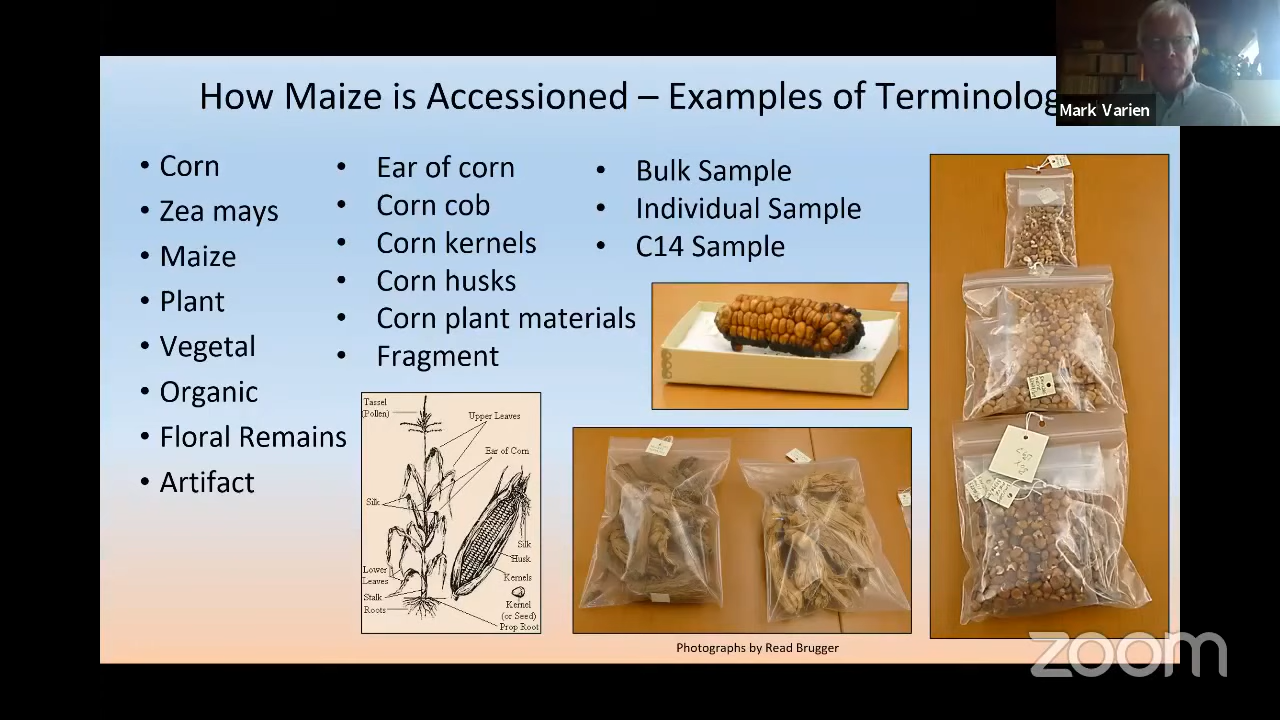 How Maize is Accessioned – Examples of Terminolog
Mark Varien
• Corn
• Zea mays
• Maize
• Plant
• Vegetal
• Organic
• Floral Remains
• Artifact
• Ear of corn
• Corn cob
• Corn kernels
• Corn husks
• Corn plant materials
• Fragment
• Bulk Sample
• Individual Sample
• C14 Sample
Tassel
(Pollen)
Upper Leaves
Ear of Corn
Silk
Silk
Husk
Lower
Leaves
Kernels
Stalk
Roots
Kernel
(or Seed)
Prop Root
Photographs by Read Brugger
zoom